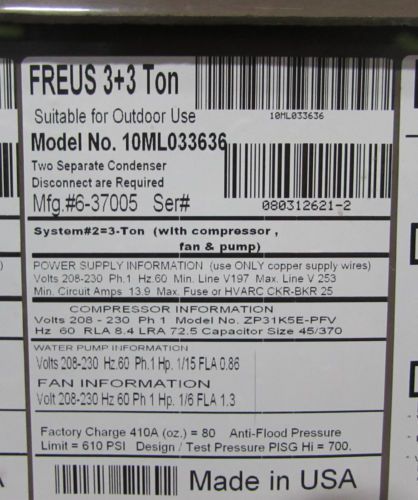 FREUS 3+3 Ton
Suitable for Outdoor Use
10ML033636
Model No. 10ML033636
Two Separate Condenser
Disconnect are Required
Mfg.#6-37005 Ser#
080312621-2
System#2=3-Ton (with compressor ,
fan & pump)
POWER SUPPLY INFORMATION (use ONLY copper supply wires)
Volts 208-230 Ph.1 Hz.60 Min. Line V197 Max. Line V 253
Min. Circuit Amps 13.9 Max. Fuse or HVARC CKR-BKR 25
COMPRESSOR INFORMATION
Volts 208 - 230 Ph 1 Model No. ZP31K5E-PFV
Hz 60 RLA 8.4 LRA 72.5 Capacitor Size 45/370
WATER PUMP INFORMATION
Volts 208-230 Hz.60 Ph.1 Hp. 1/15 FLA 0.86
FAN INFORMATION
Volt 208-230 Hz 60 Ph 1 Hp. 1/6 FLA 1.3
Factory Charge 410A (oz.) = 80 Anti-Flood Pressure
Limit = 610 PSI Design / Test Pressure PISG Hi = 700.
Made in USA